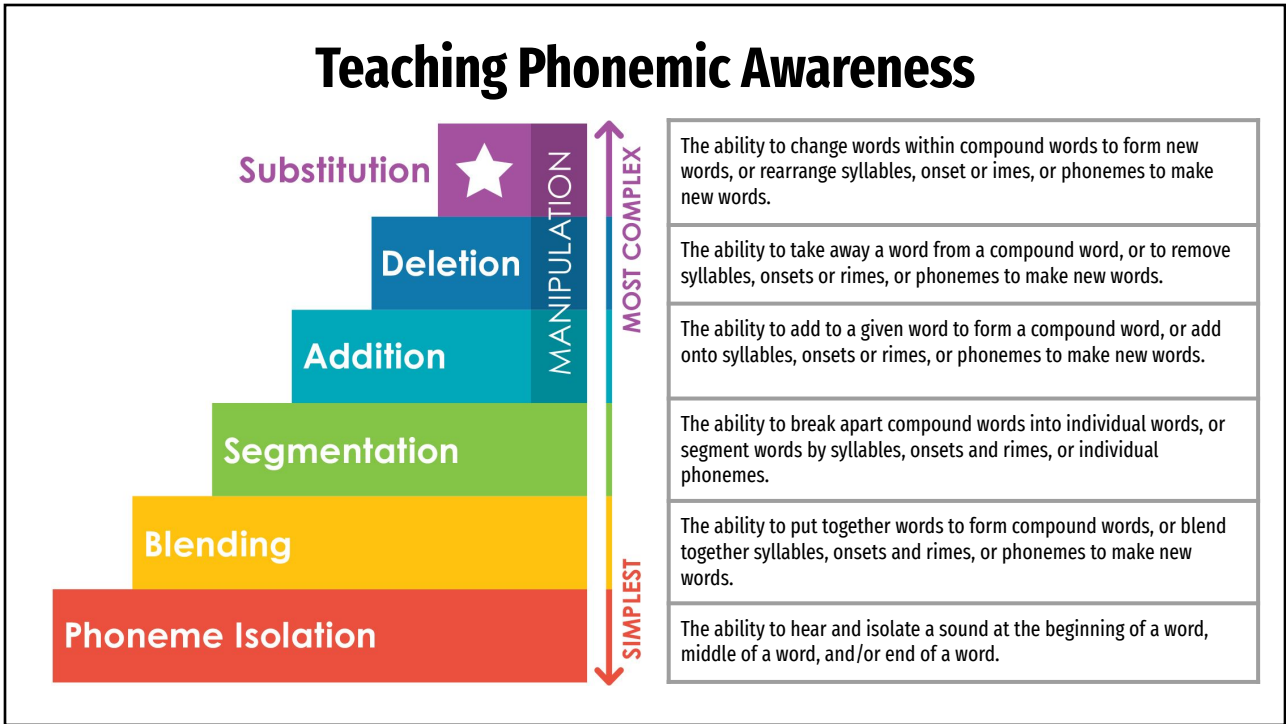 Teaching Phonemic Awareness
Substitution
Deletion
Addition
Segmentation
Blending
Phoneme Isolation
MANIPULATION
MOST COMPLEX
SIMPLEST
The ability to change words within compound words to form new
words, or rearrange syllables, onset or imes, or phonemes to make
new words.
The ability to take away a word from a compound word, or to remove
syllables, onsets or rimes, or phonemes to make new words.
The ability to add to a given word to form a compound word, or add
onto syllables, onsets or rimes, or phonemes to make new words.
The ability to break apart compound words into individual words, or
segment words by syllables, onsets and rimes, or individual
phonemes.
The ability to put together words to form compound words, or blend
together syllables, onsets and rimes, or phonemes to make new
words.
The ability to hear and isolate a sound at the beginning of a word,
middle of a word, and/or end of a word.